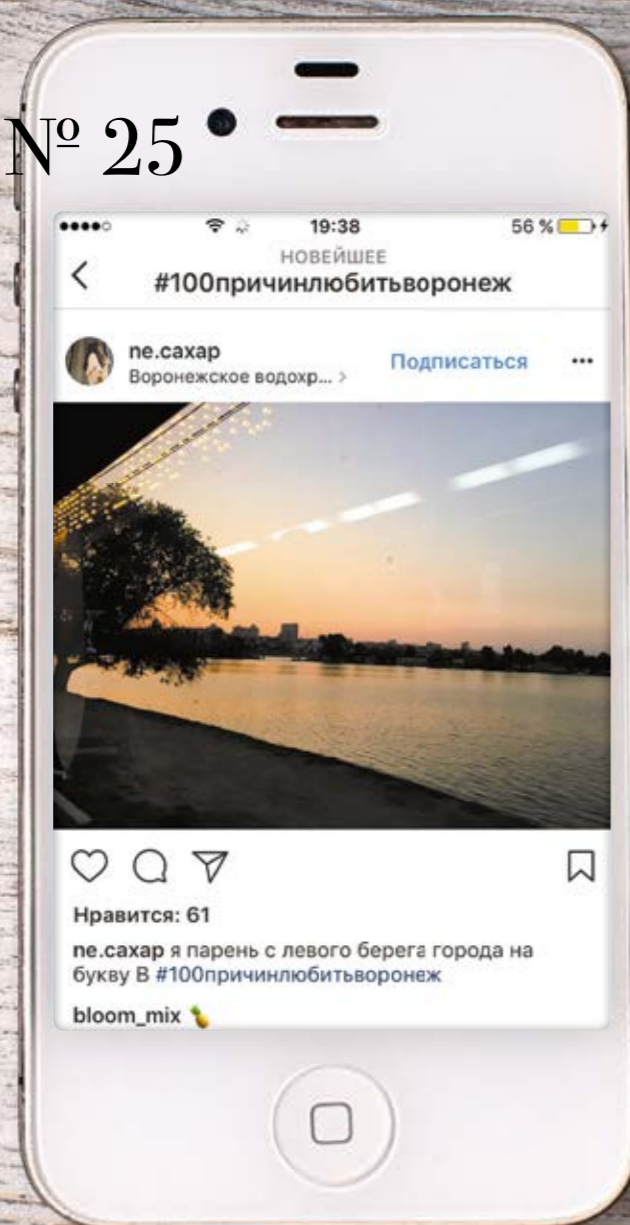 № 25
19:38
56 %
НОВЕЙШЕЕ
#100причинлюбитьворонеж
ne.caxap
Воронежское водохр... >
Подписаться
Нравится: 61
ne.caxap я парень с левого берега города на
букву В #100причинлюбитьворонеж
bloom_mix 🍍